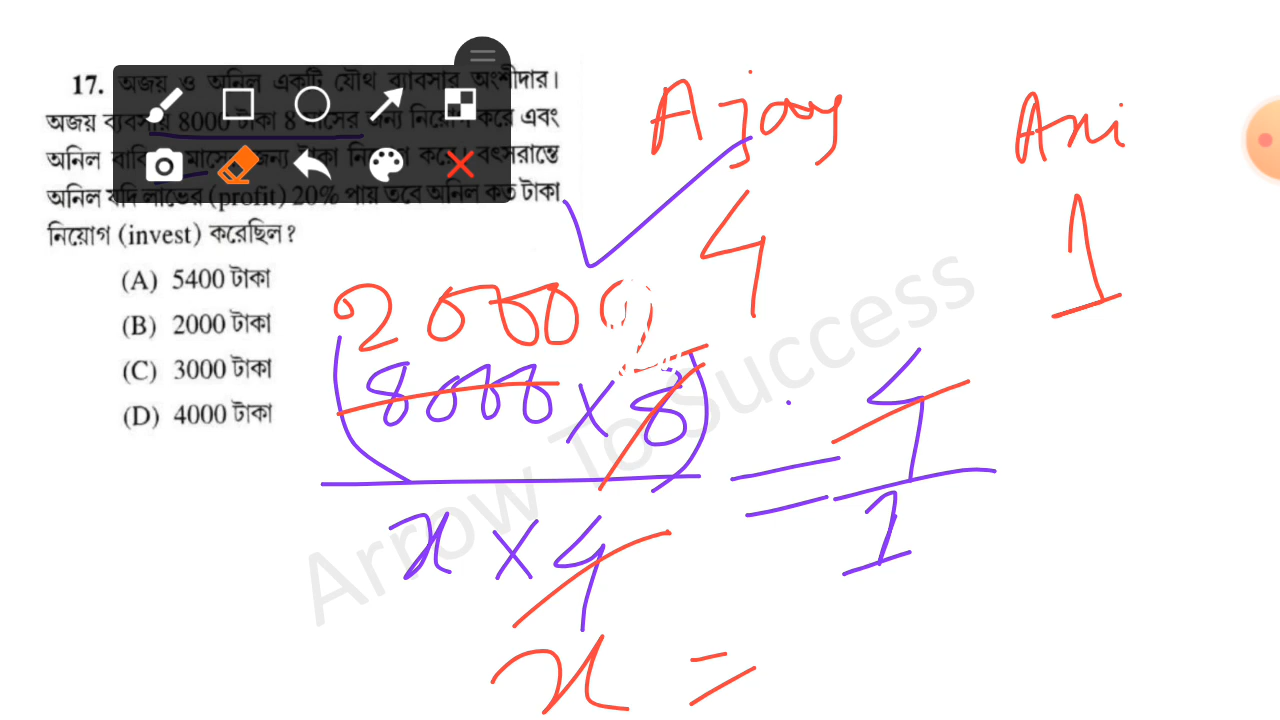 17. অজয় ও অনিল একটি যৌথ ব্যাবসার অংশীদার।
অজয় ব্যবসায় 8000 টাকা 8 মাসের জন্য নিয়োগ করে এবং
অনিল বাকি মাসের জন্য টাকা নিয়োগ করে। বৎসরান্তে
অনিল যদি লাভের (profit) 20% পায় তবে অনিল কত টাকা
নিয়োগ (invest) করেছিল?
(A) 5400 টাকা
(B) 2000 টাকা
(C) 3000 টাকা
(D) 4000 টাকা
Ajay Ani
4 1
2000 2
8000 × 8
x × 4
= 4
1
x =
Arrow To Success